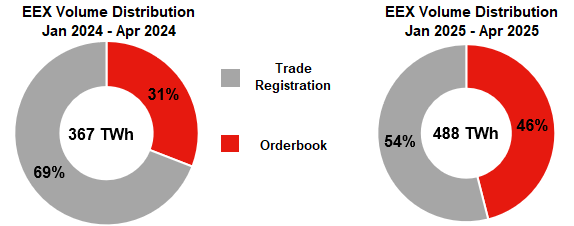 EEX Volume Distribution
Jan 2024 - Apr 2024
31%
367 TWh
69%
Trade
Registration
Orderbook
EEX Volume Distribution
Jan 2025 - Apr 2025
46%
488 TWh
54%